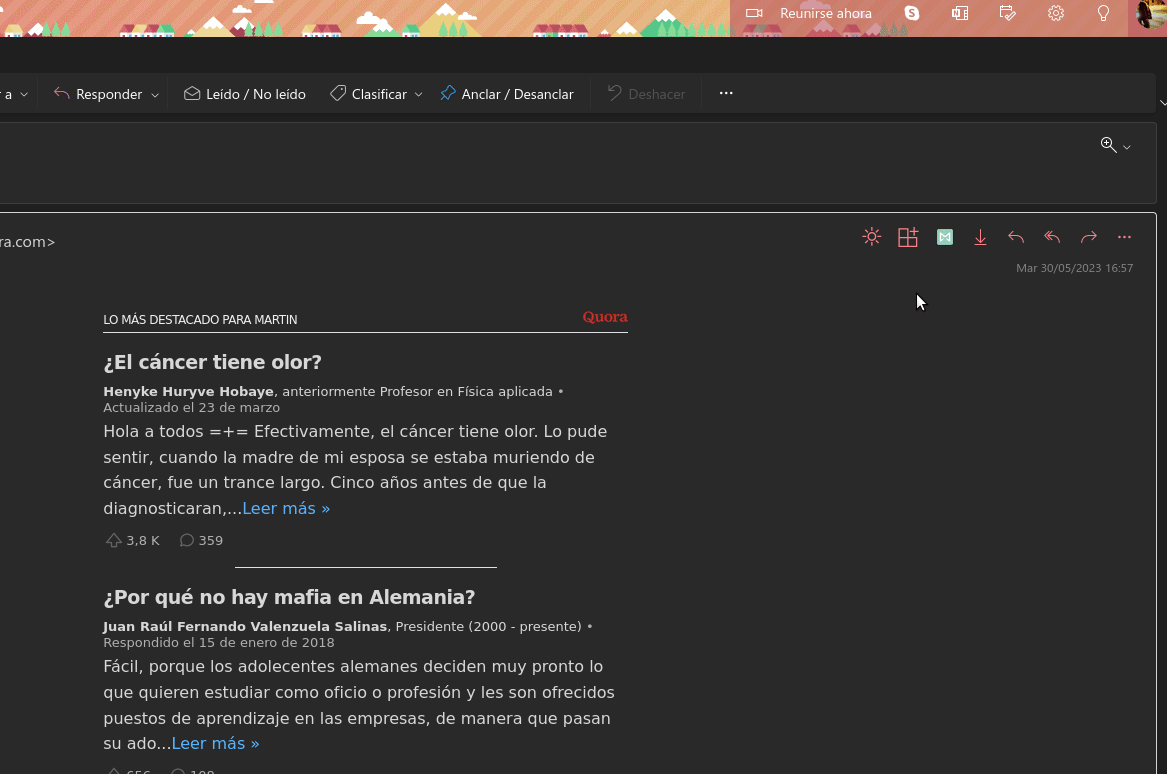 Reunirse ahora
r a
Responder
Leído / No leído
Clasificar
Anclar / Desanclar
Deshacer
ra.com>
Mar 30/05/2023 16:57
LO MÁS DESTACADO PARA MARTIN
Quora
¿El cáncer tiene olor?
Henyke Huryve Hobaye, anteriormente Profesor en Física aplicada •
Actualizado el 23 de marzo
Hola a todos =+= Efectivamente, el cáncer tiene olor. Lo pude
sentir, cuando la madre de mi esposa se estaba muriendo de
cáncer, fue un trance largo. Cinco años antes de que la
diagnosticaran,...Leer más »
3,8 K 359
¿Por qué no hay mafia en Alemania?
Juan Raúl Fernando Valenzuela Salinas, Presidente (2000 - presente) •
Respondido el 15 de enero de 2018
Fácil, porque los adolecentes alemanes deciden muy pronto lo
que quieren estudiar como oficio o profesión y les son ofrecidos
puestos de aprendizaje en las empresas, de manera que pasan
su ado...Leer más »